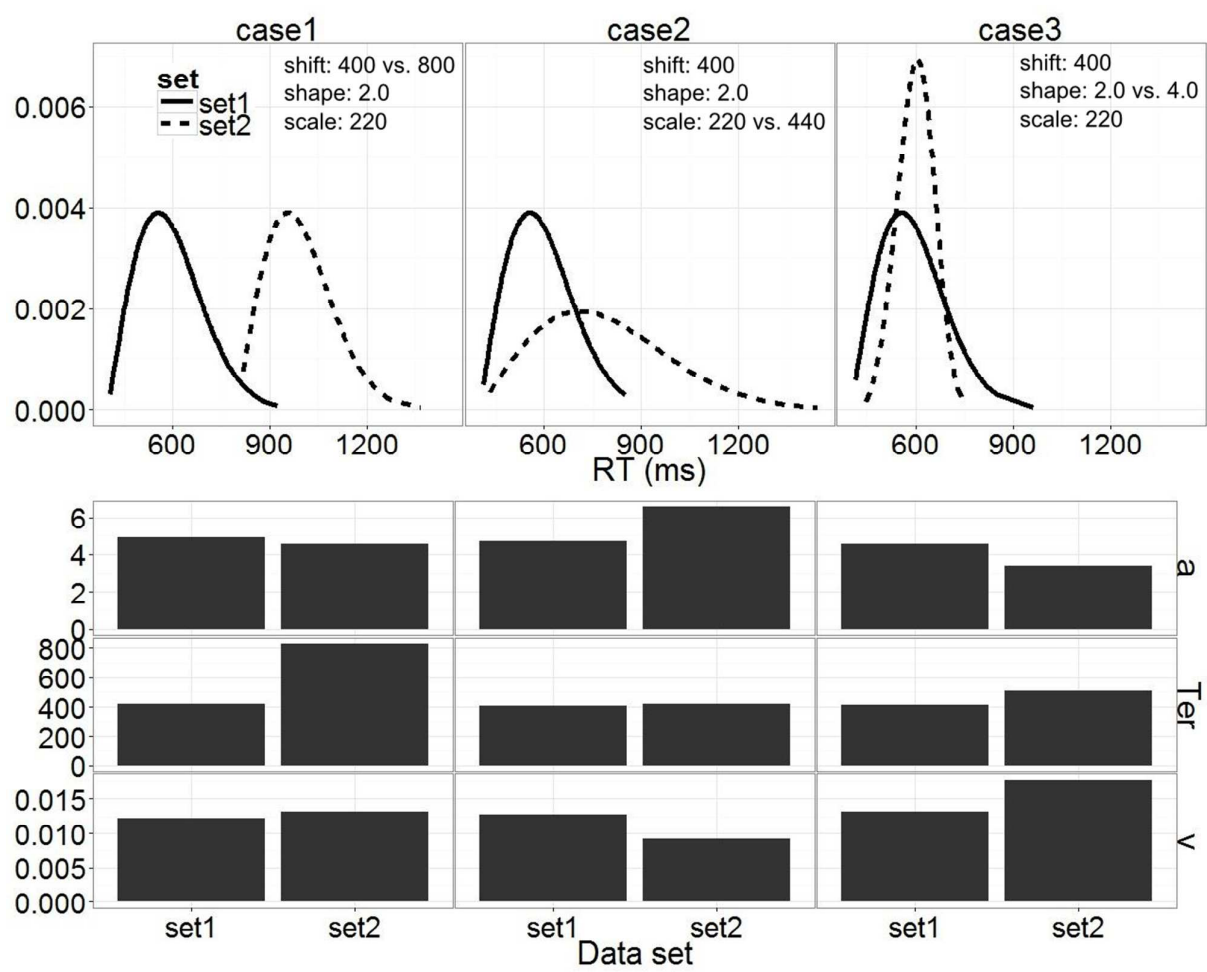 case1 case2 case3
set
set1
set2
shift: 400 vs. 800
shape: 2.0
scale: 220
shift: 400
shape: 2.0
scale: 220 vs. 440
shift: 400
shape: 2.0 vs. 4.0
scale: 220
0.006
0.004
0.002
0.000
600 900 1200 600 900 1200 600 900 1200
RT (ms)
6
4
2
0
a
800
600
400
200
0
Ter
0.015
0.010
0.005
0.000
v
set1 set2 set1 set2 set1 set2
Data set